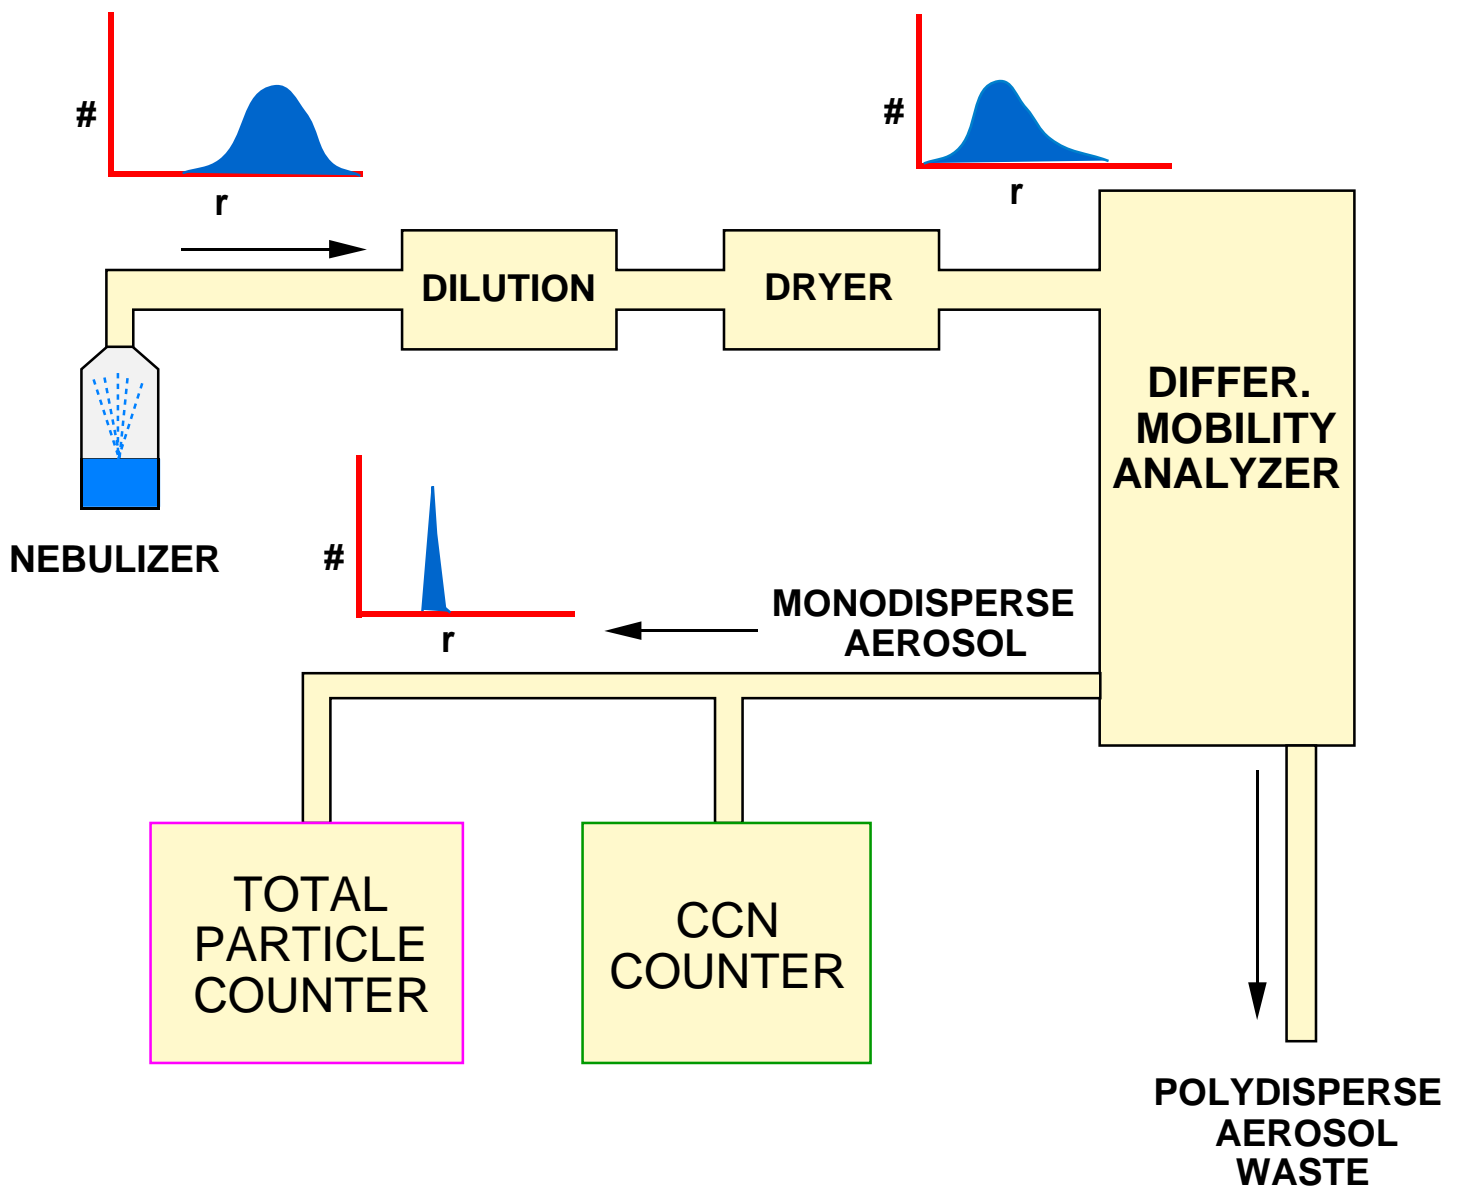 #
r
#
r
DILUTION
DRYER
DIFFER.
MOBILITY
ANALYZER
NEBULIZER
#
r
MONODISPERSE
AEROSOL
TOTAL
PARTICLE
COUNTER
CCN
COUNTER
POLYDISPERSE
AEROSOL
WASTE